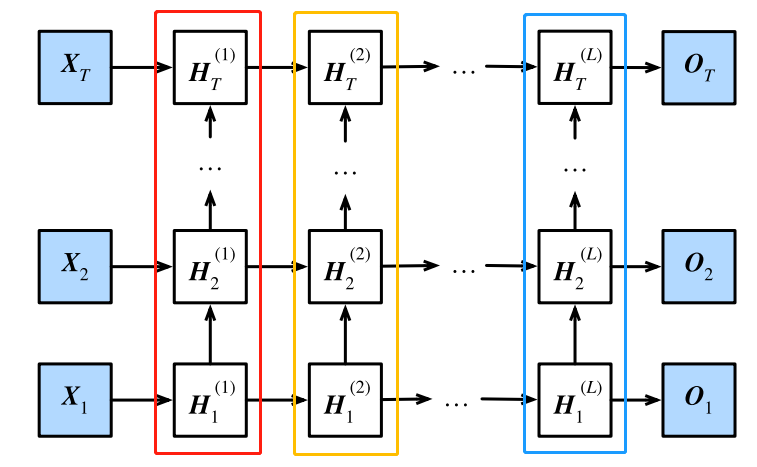 X_T H_T^(1) H_T^(2) ... H_T^(L) O_T
... ... ...
X_2 H_2^(1) H_2^(2) ... H_2^(L) O_2
X_1 H_1^(1) H_1^(2) ... H_1^(L) O_1